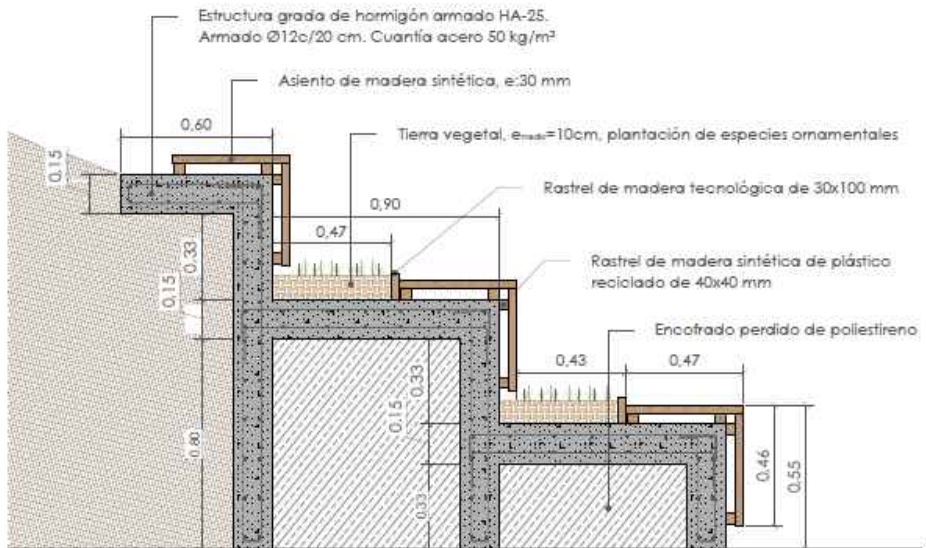 Estructura grada de hormigón armado HA-25.
Armado Ø12c/20 cm. Cuantía acero 50 kg/m³
Asiento de madera sintética, e:30 mm
0,60
Tierra vegetal, emedio=10cm, plantación de especies ornamentales
0,15
Rastrel de madera tecnológica de 30x100 mm
0,90
0,47
0,33
0,15
Rastrel de madera sintética de plástico
reciclado de 40x40 mm
Encofrado perdido de poliestireno
0,43
0,47
0,33
0,15
0,80
0,33
0,46
0,55